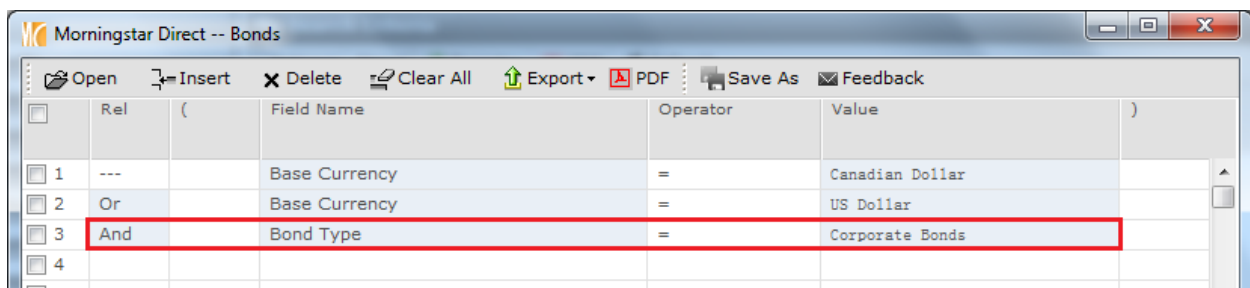 Morningstar Direct -- Bonds
Open Insert Delete Clear All Export PDF Save As Feedback
Rel ( Field Name Operator Value )
1 --- Base Currency = Canadian Dollar
2 Or Base Currency = US Dollar
3 And Bond Type = Corporate Bonds
4